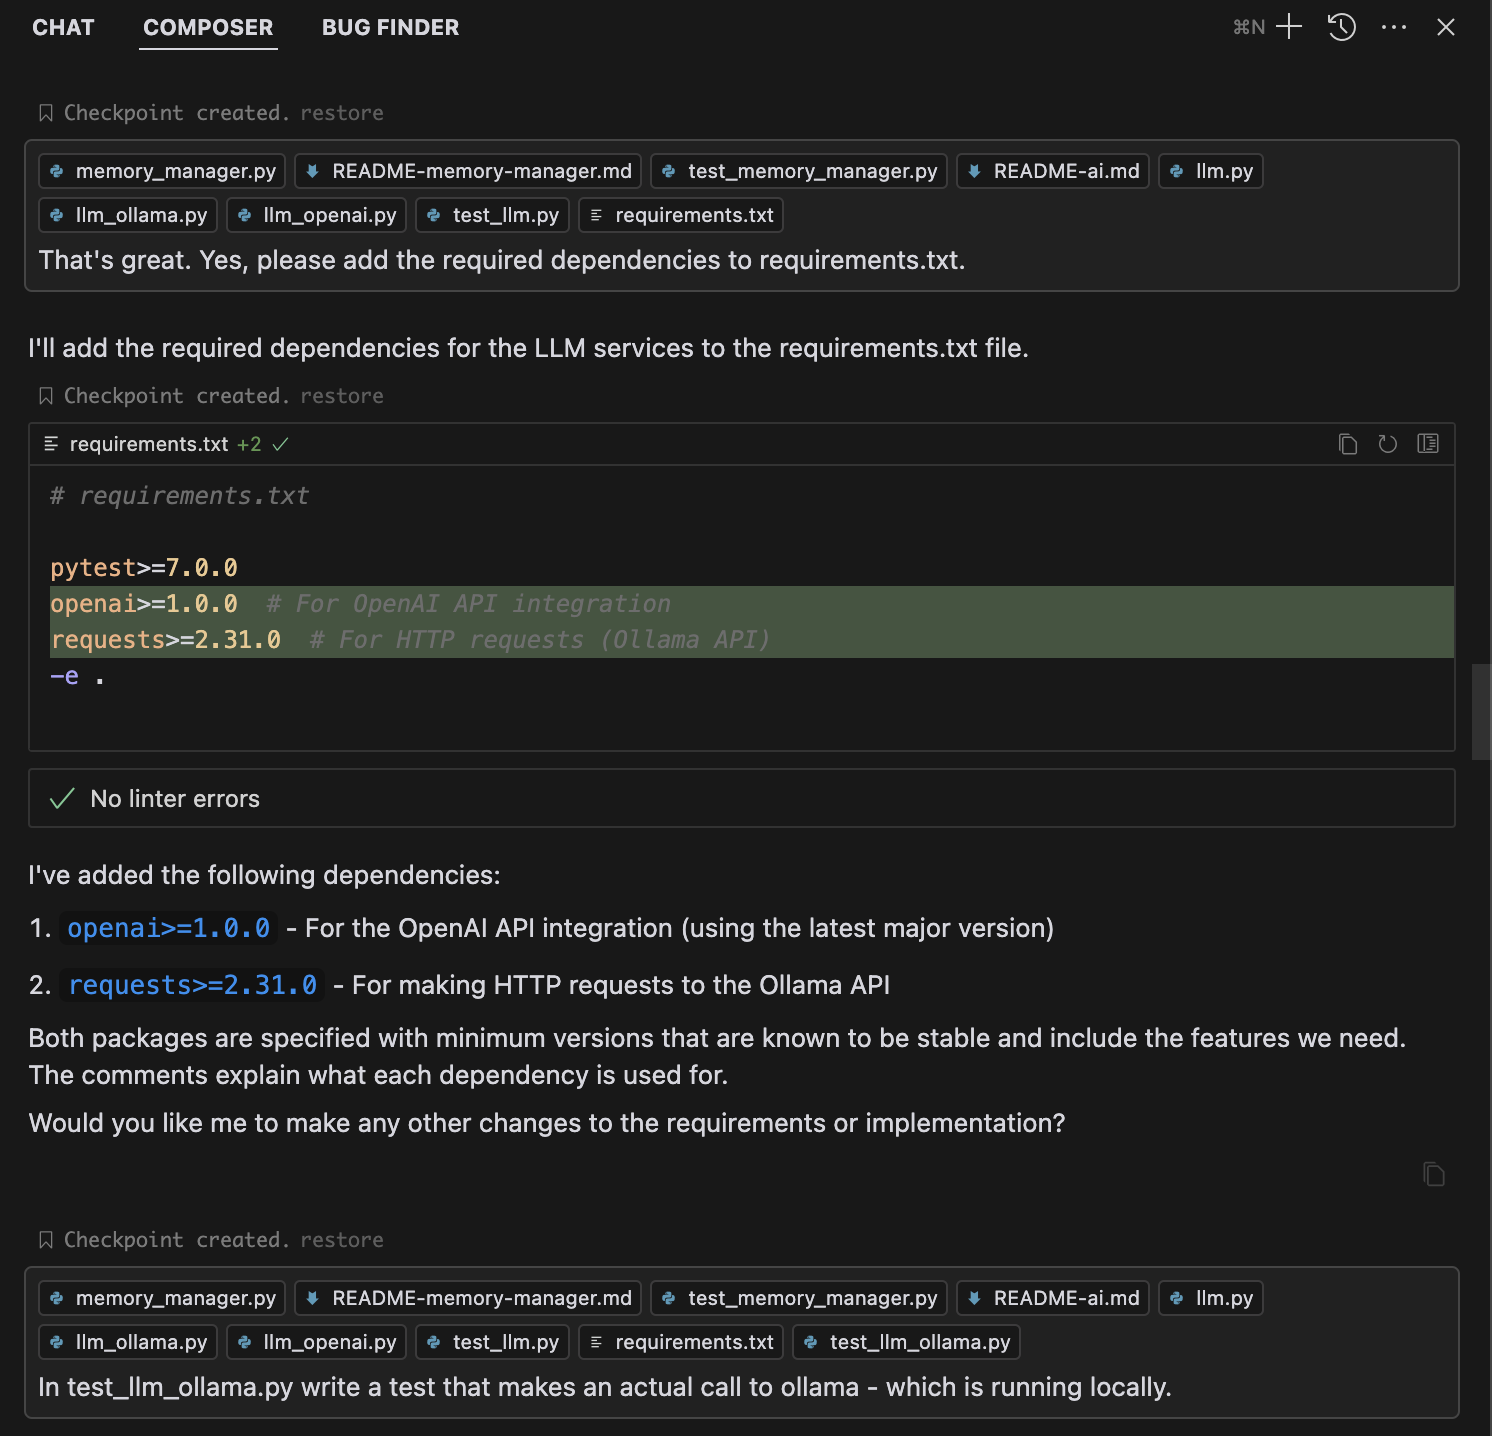 CHAT COMPOSER BUG FINDER ⌘N
Checkpoint created. restore
memory_manager.py README-memory-manager.md test_memory_manager.py README-ai.md llm.py
llm_ollama.py llm_openai.py test_llm.py requirements.txt
That's great. Yes, please add the required dependencies to requirements.txt.
I'll add the required dependencies for the LLM services to the requirements.txt file.
Checkpoint created. restore
requirements.txt +2
# requirements.txt
pytest>=7.0.0
openai>=1.0.0  # For OpenAI API integration
requests>=2.31.0  # For HTTP requests (Ollama API)
-e .
No linter errors
I've added the following dependencies:
1. openai>=1.0.0 - For the OpenAI API integration (using the latest major version)
2. requests>=2.31.0 - For making HTTP requests to the Ollama API
Both packages are specified with minimum versions that are known to be stable and include the features we need.
The comments explain what each dependency is used for.
Would you like me to make any other changes to the requirements or implementation?
Checkpoint created. restore
memory_manager.py README-memory-manager.md test_memory_manager.py README-ai.md llm.py
llm_ollama.py llm_openai.py test_llm.py requirements.txt test_llm_ollama.py
In test_llm_ollama.py write a test that makes an actual call to ollama - which is running locally.